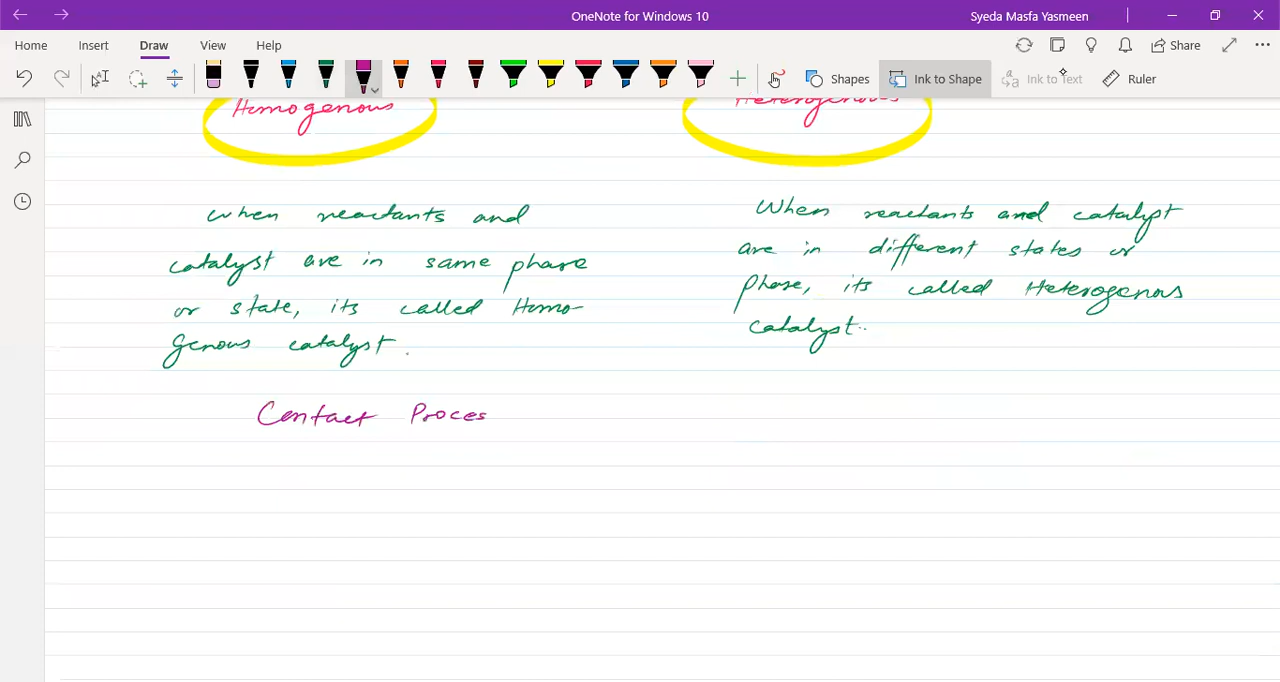 OneNote for Windows 10
Syeda Masfa Yasmeen
Home Insert Draw View Help
Share
Shapes
Ink to Shape
Ink to Text
Ruler
Homogenous
Heterogenous
When reactants and
catalyst are in same phase
or state, its called Homo
genous catalyst.
When reactants and catalyst
are in different states or
phase, its called Heterogenous
catalyst..
Contact Proces